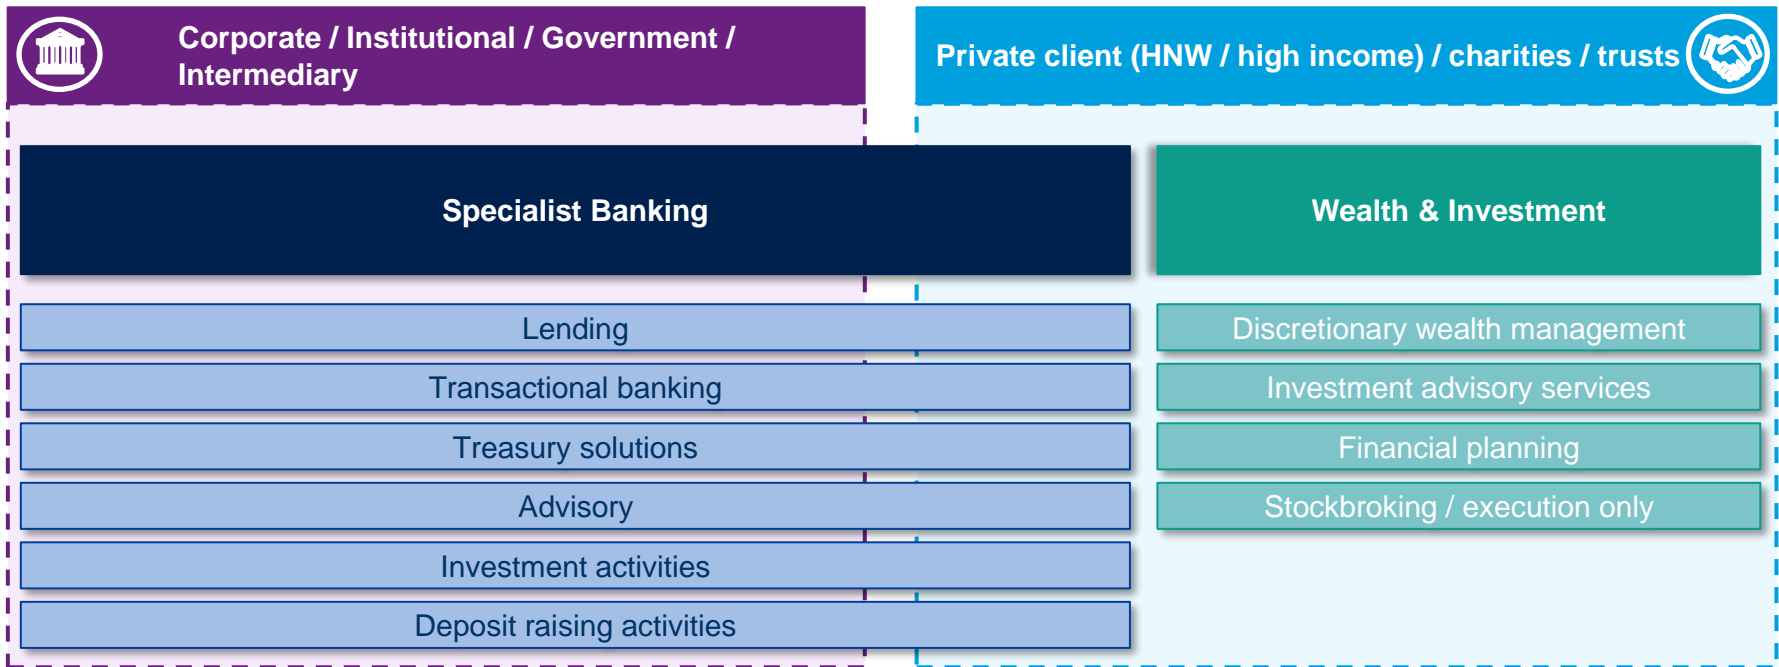 Corporate / Institutional / Government /
Intermediary
Private client (HNW / high income) / charities / trusts
Specialist Banking
Wealth & Investment
Lending
Transactional banking
Treasury solutions
Advisory
Investment activities
Deposit raising activities
Discretionary wealth management
Investment advisory services
Financial planning
Stockbroking / execution only